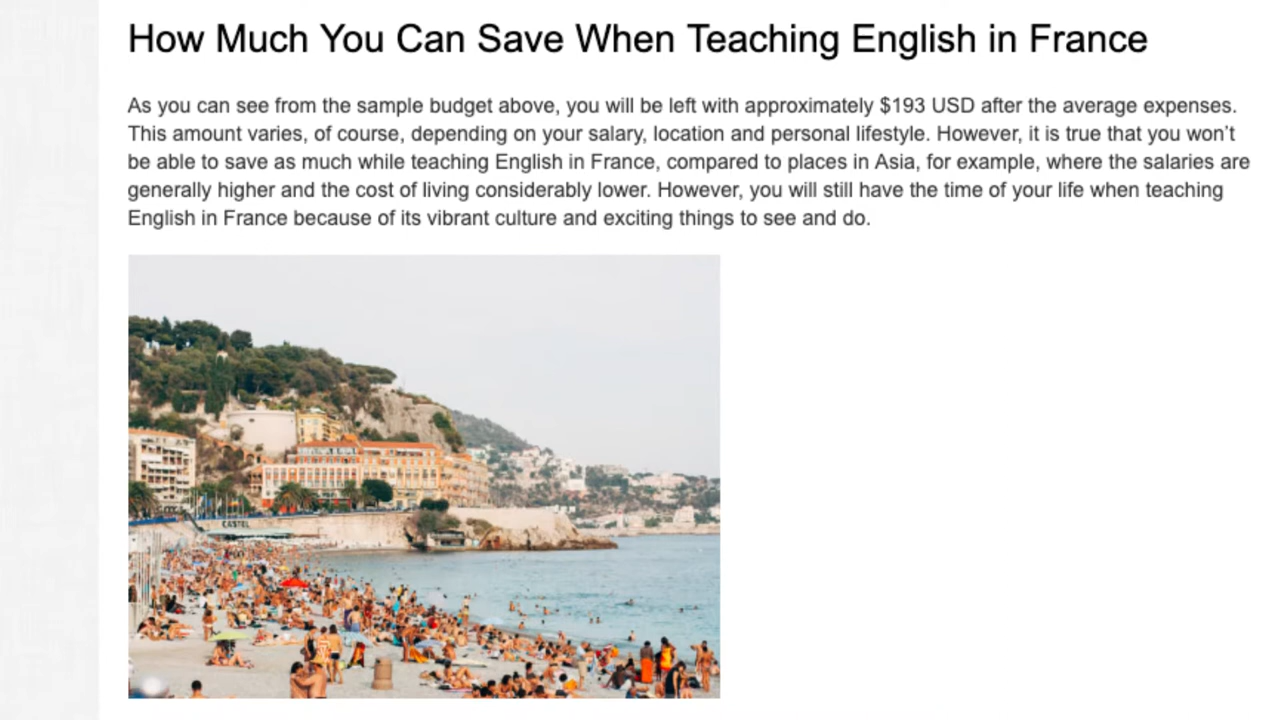 How Much You Can Save When Teaching English in France
As you can see from the sample budget above, you will be left with approximately $193 USD after the average expenses.
This amount varies, of course, depending on your salary, location and personal lifestyle. However, it is true that you won’t
be able to save as much while teaching English in France, compared to places in Asia, for example, where the salaries are
generally higher and the cost of living considerably lower. However, you will still have the time of your life when teaching
English in France because of its vibrant culture and exciting things to see and do.
CASTEL